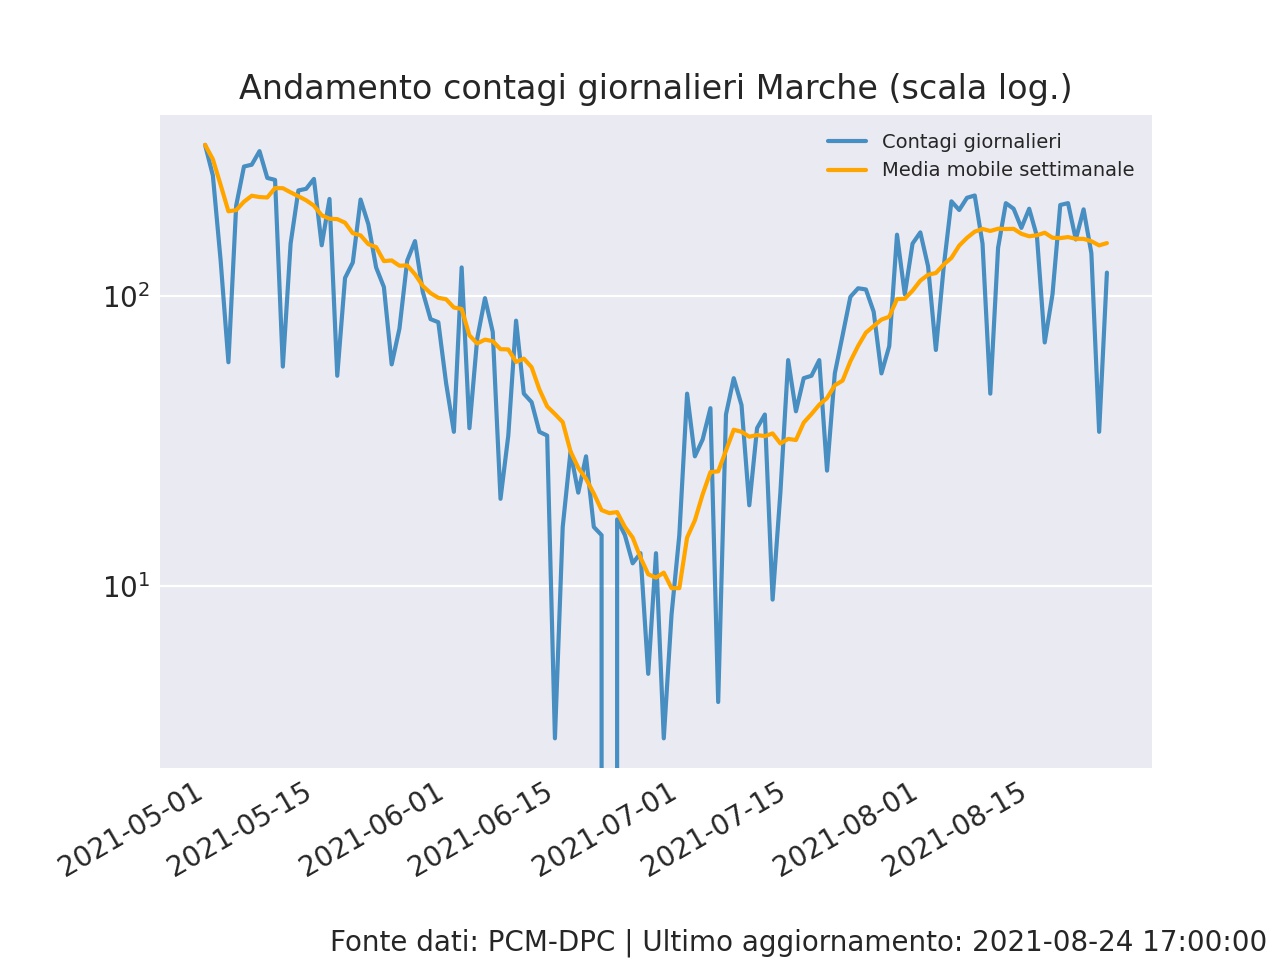 Andamento contagi giornalieri Marche (scala log.)
Contagi giornalieri
Media mobile settimanale
10²
10¹
2021-05-01
2021-05-15
2021-06-01
2021-06-15
2021-07-01
2021-07-15
2021-08-01
2021-08-15
Fonte dati: PCM-DPC | Ultimo aggiornamento: 2021-08-24 17:00:00